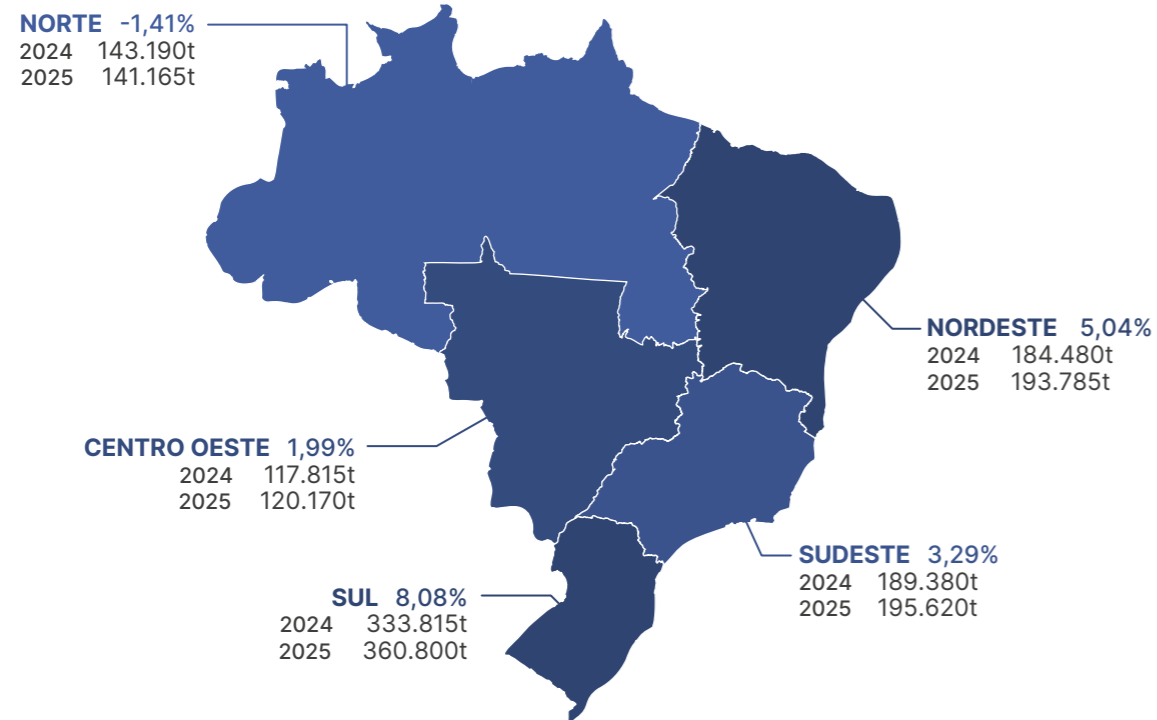 NORTE -1,41%
2024 143.190t
2025 141.165t
NORDESTE 5,04%
2024 184.480t
2025 193.785t
CENTRO OESTE 1,99%
2024 117.815t
2025 120.170t
SUDESTE 3,29%
2024 189.380t
2025 195.620t
SUL 8,08%
2024 333.815t
2025 360.800t